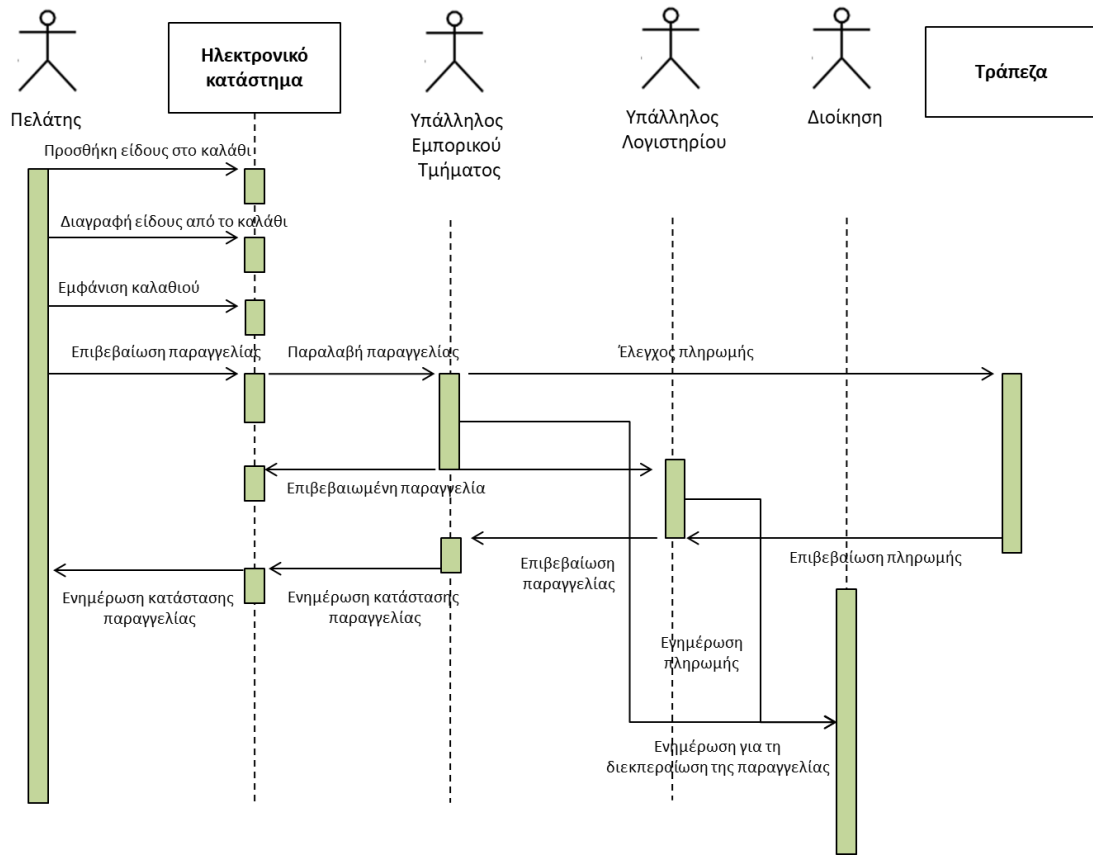 Πελάτης
Ηλεκτρονικό
κατάστημα
Υπάλληλος
Εμπορικού
Τμήματος
Υπάλληλος
Λογιστηρίου
Διοίκηση
Τράπεζα
Προσθήκη είδους στο καλάθι
Διαγραφή είδους από το καλάθι
Εμφάνιση καλαθιού
Επιβεβαίωση παραγγελίας
Παραλαβή παραγγελίας
Έλεγχος πληρωμής
Επιβεβαιωμένη παραγγελία
Επιβεβαίωση πληρωμής
Επιβεβαίωση
παραγγελίας
Ενημέρωση κατάστασης
παραγγελίας
Ενημέρωση κατάστασης
παραγγελίας
Ενημέρωση
πληρωμής
Ενημέρωση για τη
διεκπεραίωση της παραγγελίας